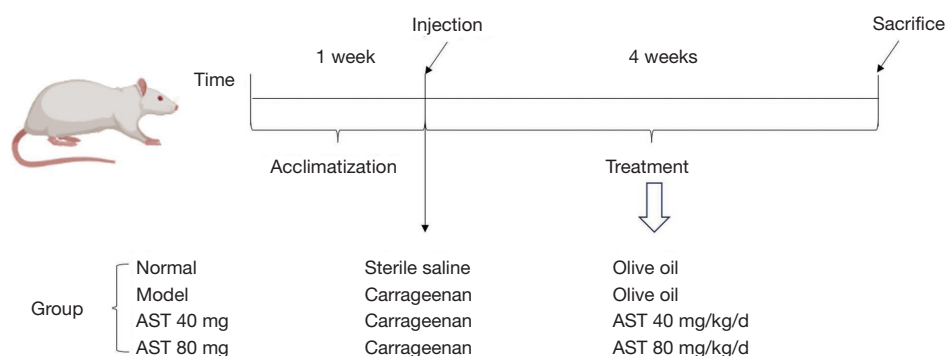 Injection
Sacrifice
1 week
4 weeks
Time
Acclimatization
Treatment
Group
Normal Sterile saline Olive oil
Model Carrageenan Olive oil
AST 40 mg Carrageenan AST 40 mg/kg/d
AST 80 mg Carrageenan AST 80 mg/kg/d